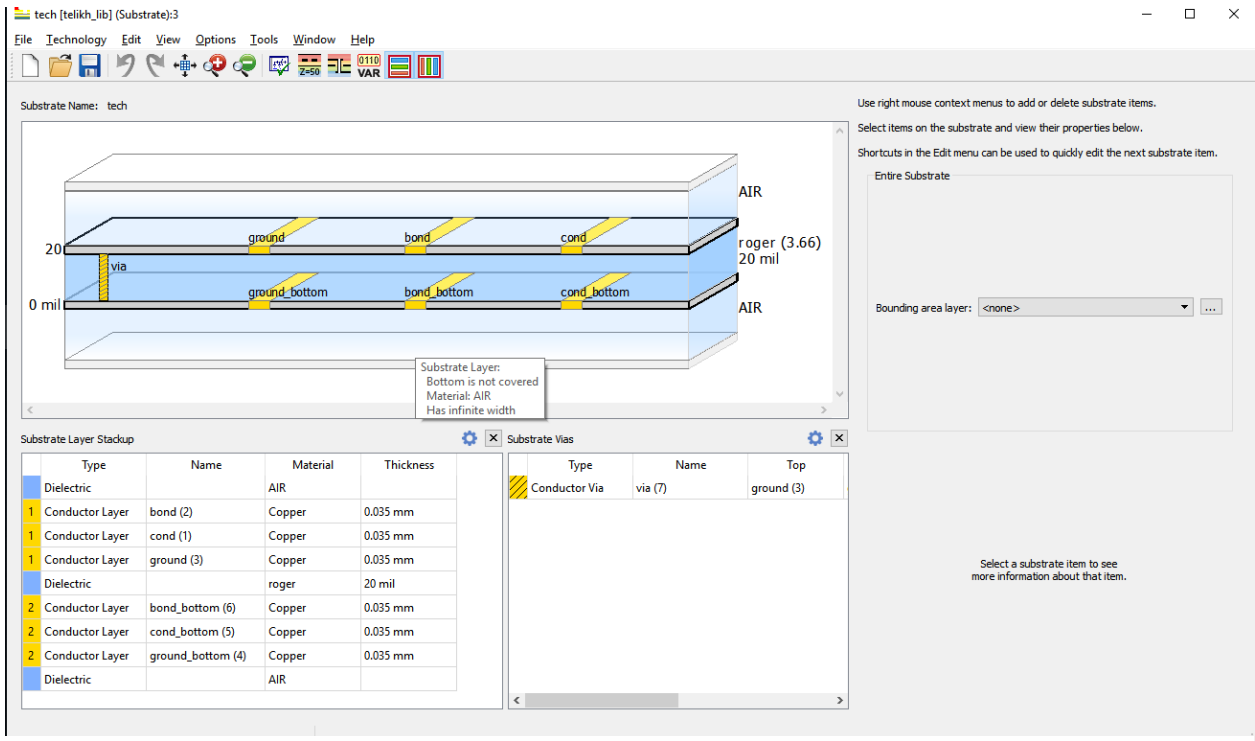 tech [telikh_lib] (Substrate):3
File Technology Edit View Options Tools Window Help
Z=50
0110
VAR
Substrate Name: tech
Use right mouse context menus to add or delete substrate items.
Select items on the substrate and view their properties below.
Shortcuts in the Edit menu can be used to quickly edit the next substrate item.
Entire Substrate
Bounding area layer: <none> ...
AIR
ground bond cond
roger (3.66)
20
20 mil
via
ground_bottom bond_bottom cond_bottom
0 mil
AIR
Substrate Layer:
Bottom is not covered
Material: AIR
Has infinite width
Substrate Layer Stackup
Type Name Material Thickness
Dielectric AIR
1 Conductor Layer bond (2) Copper 0.035 mm
1 Conductor Layer cond (1) Copper 0.035 mm
1 Conductor Layer ground (3) Copper 0.035 mm
Dielectric roger 20 mil
2 Conductor Layer bond_bottom (6) Copper 0.035 mm
2 Conductor Layer cond_bottom (5) Copper 0.035 mm
2 Conductor Layer ground_bottom (4) Copper 0.035 mm
Dielectric AIR
Substrate Vias
Type Name Top
Conductor Via via (7) ground (3)
Select a substrate item to see
more information about that item.